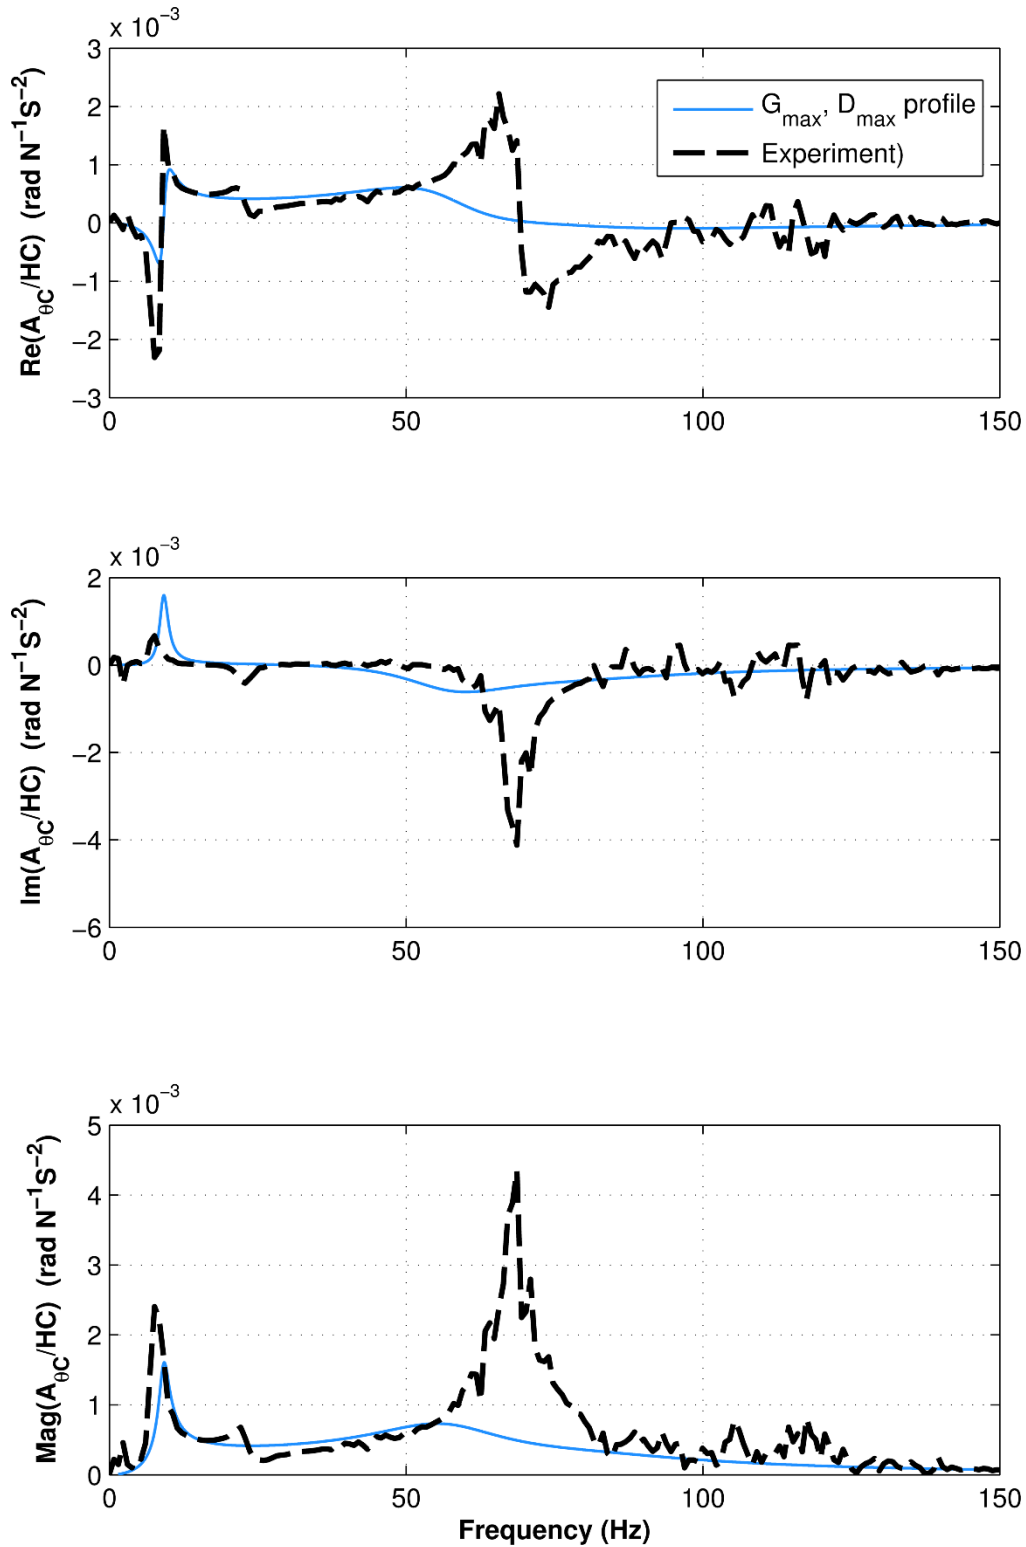 x 10⁻³
3
2
1
0
−1
−2
−3
Re(A_θC/HC) (rad N⁻¹S⁻²)
G_max, D_max profile
Experiment)
0 50 100 150
x 10⁻³
2
0
−2
−4
−6
Im(A_θC/HC) (rad N⁻¹S⁻²)
0 50 100 150
x 10⁻³
5
4
3
2
1
0
Mag(A_θC/HC) (rad N⁻¹S⁻²)
0 50 100 150
Frequency (Hz)